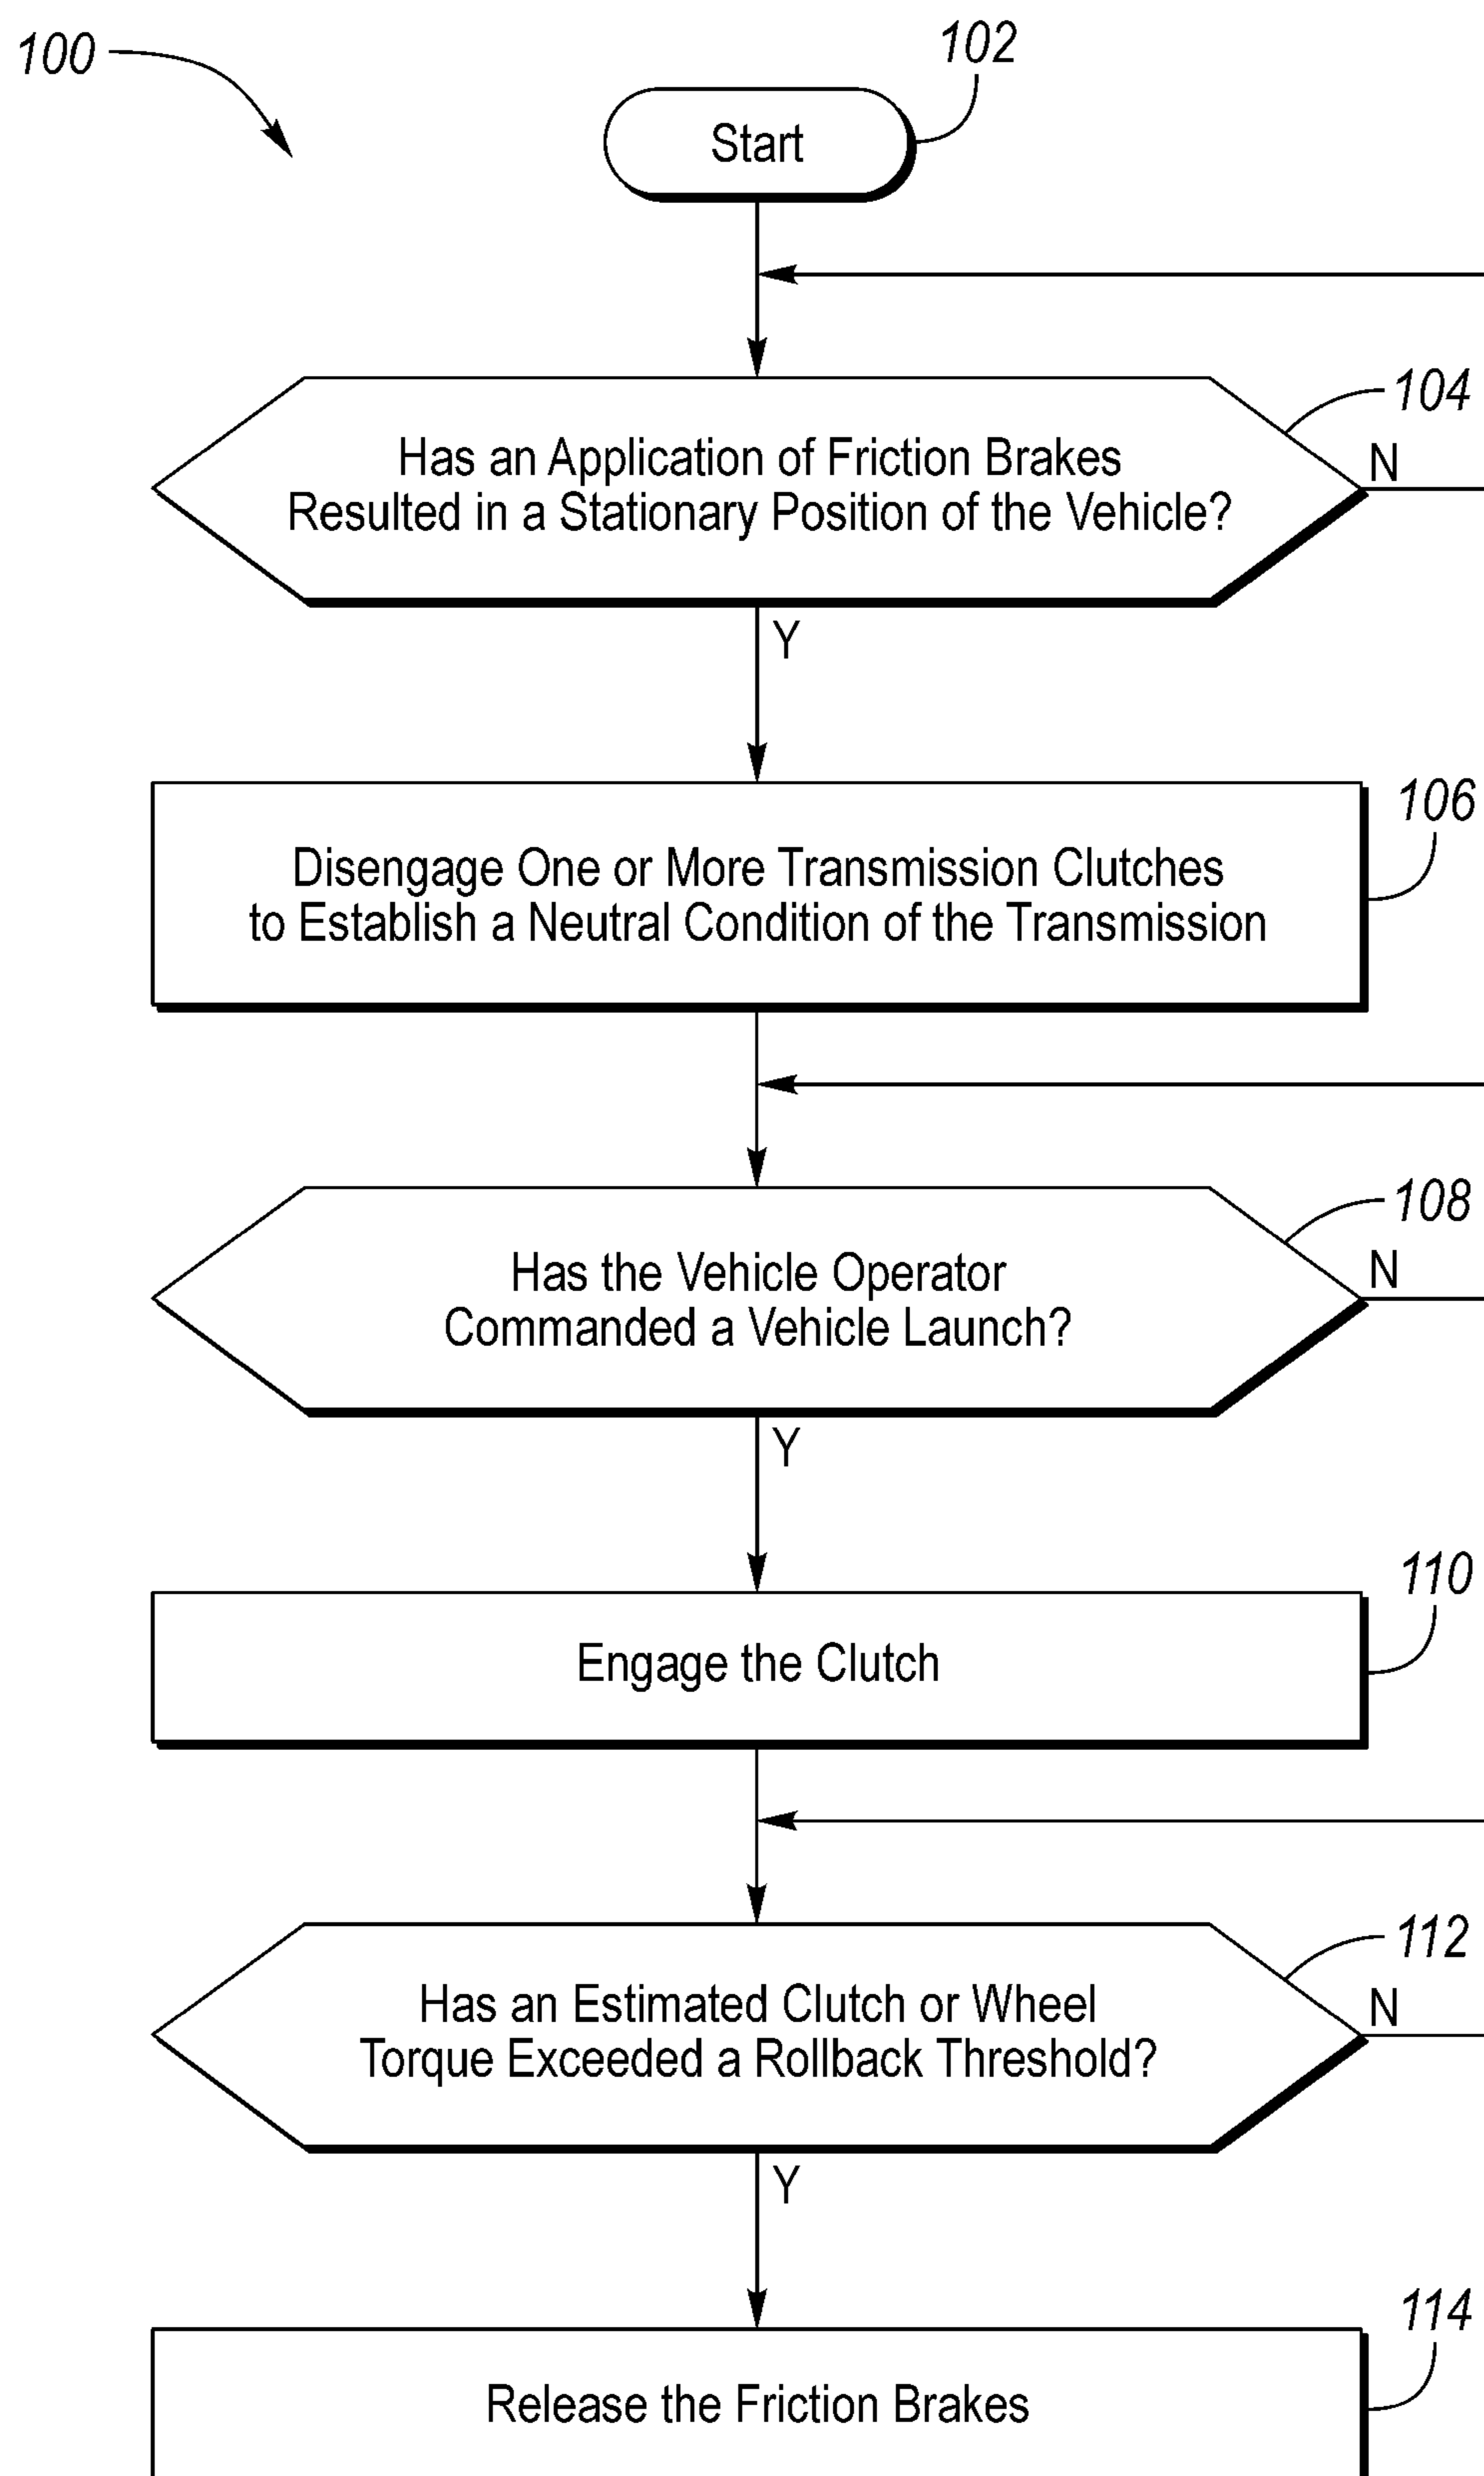 100
102
Start
104
Has an Application of Friction Brakes
Resulted in a Stationary Position of the Vehicle?
N
Y
106
Disengage One or More Transmission Clutches
to Establish a Neutral Condition of the Transmission
108
Has the Vehicle Operator
Commanded a Vehicle Launch?
N
Y
110
Engage the Clutch
112
Has an Estimated Clutch or Wheel
Torque Exceeded a Rollback Threshold?
N
Y
114
Release the Friction Brakes